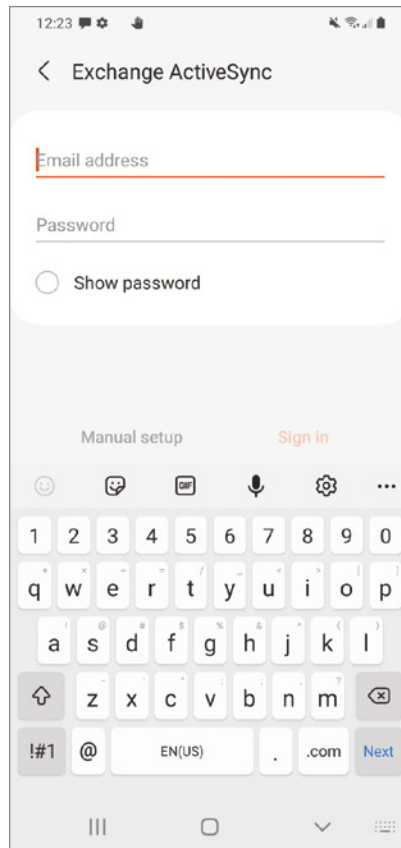 12:23
Exchange ActiveSync
Email address
Password
Show password
Manual setup Sign in
GIF
1 2 3 4 5 6 7 8 9 0
q w e r t y u i o p
a s d f g h j k l
z x c v b n m
!#1 @ EN(US) . .com Next